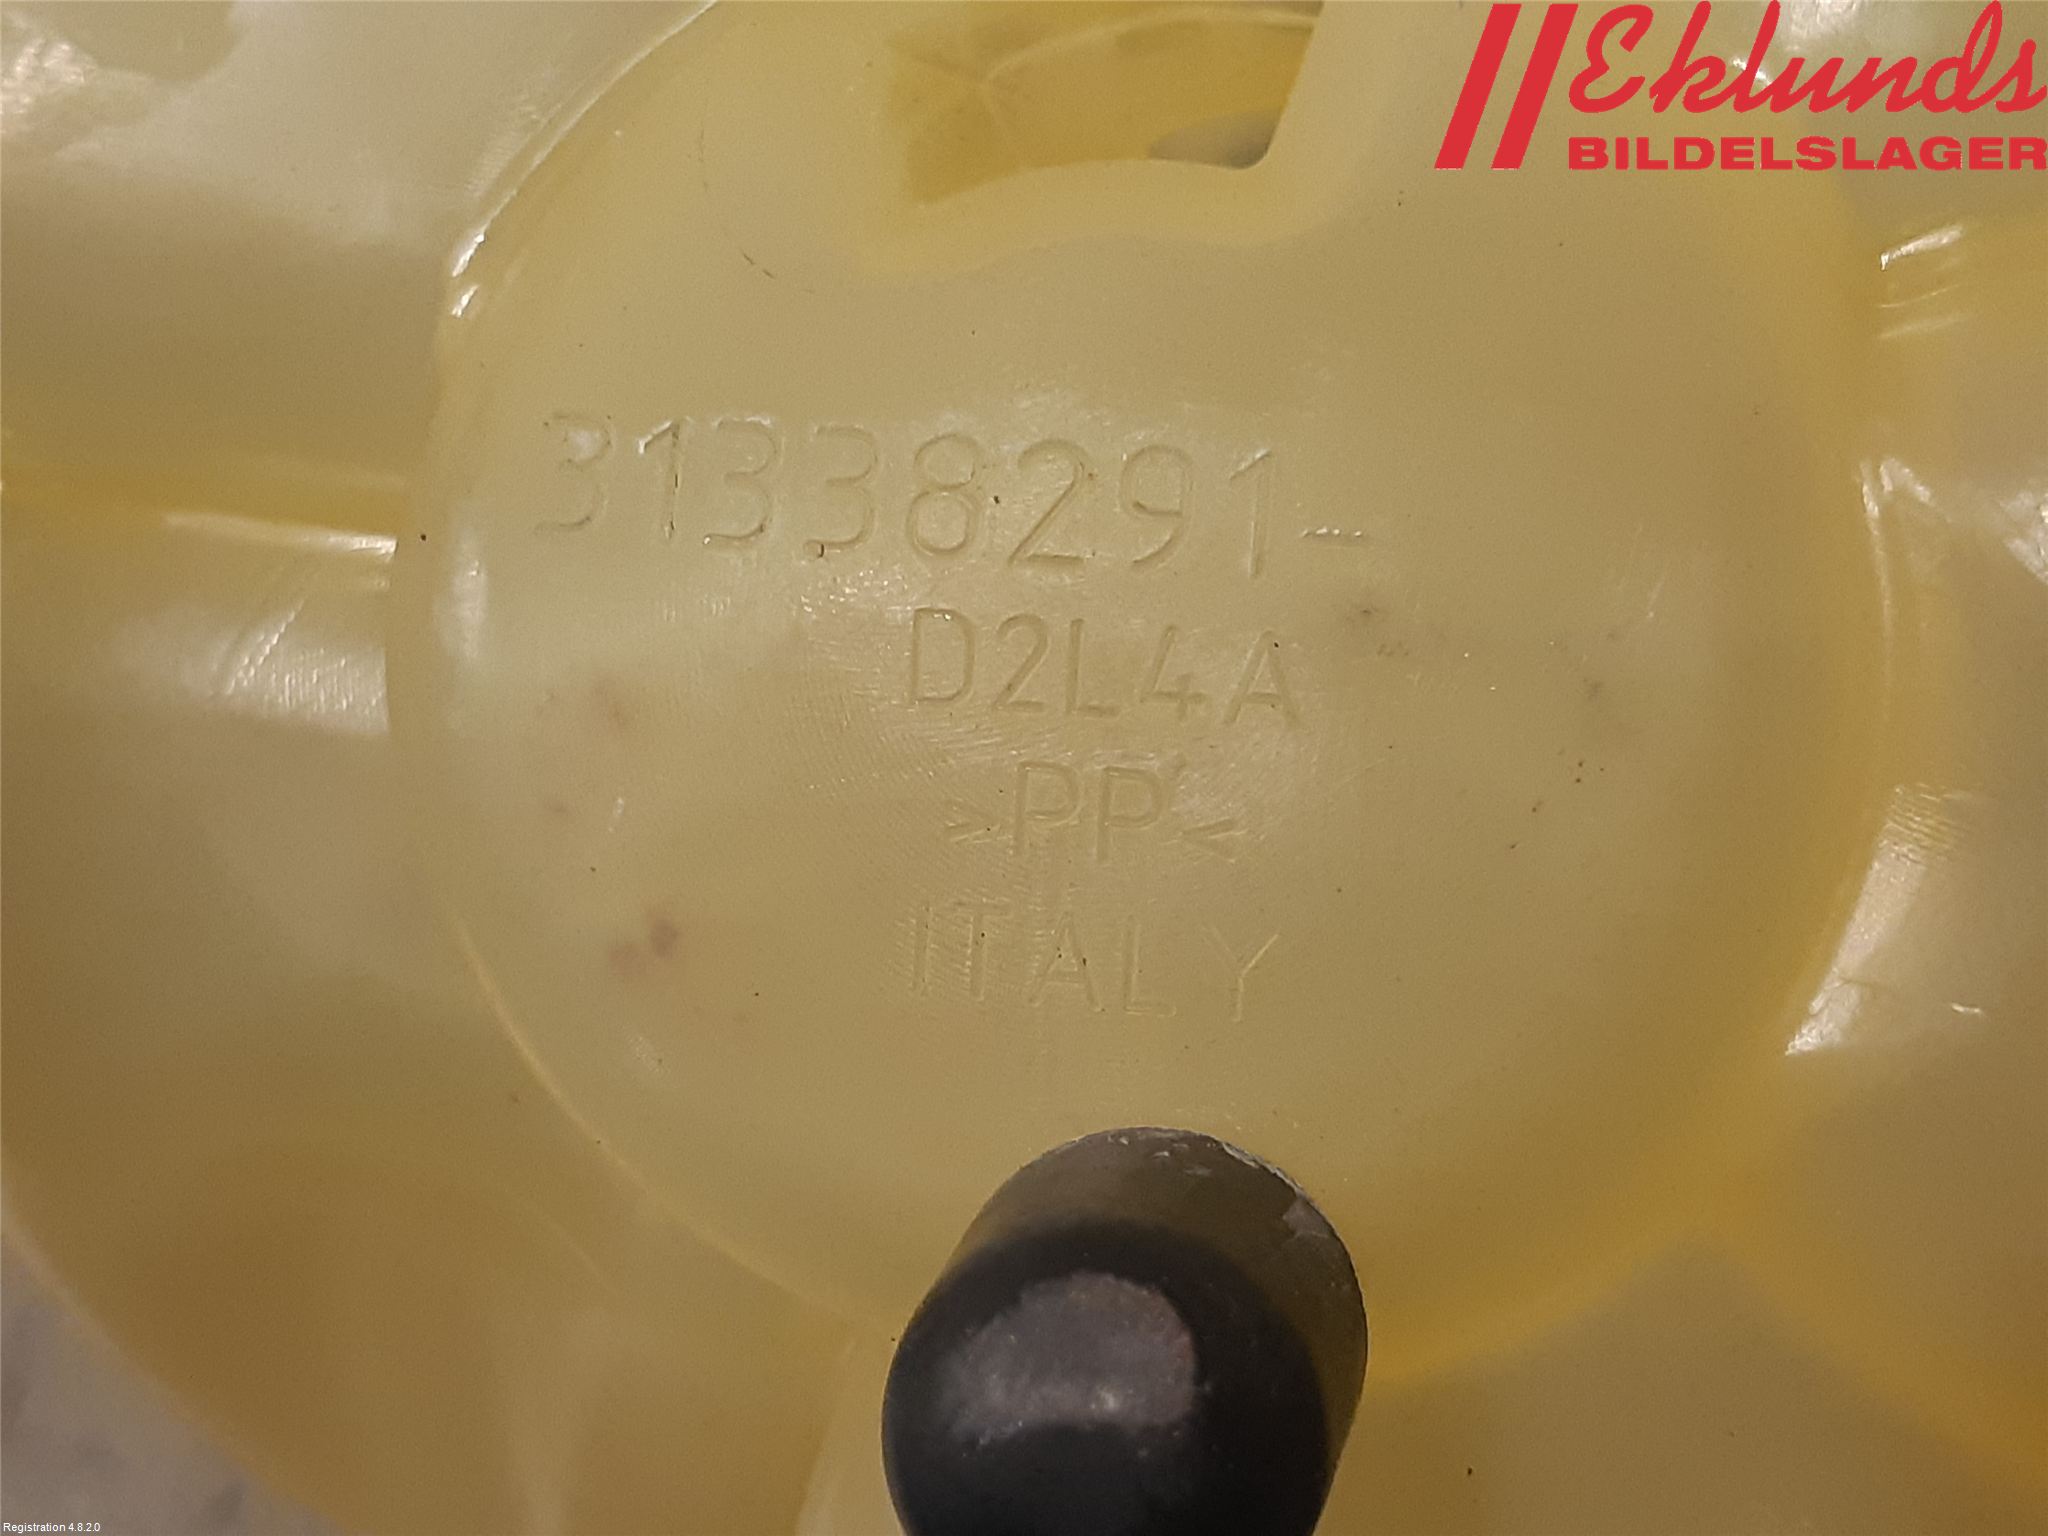 Eklunds
BILDELSLAGER
31338291-
D2L4A
>PP<
ITALY
Registration 4.8.2.0